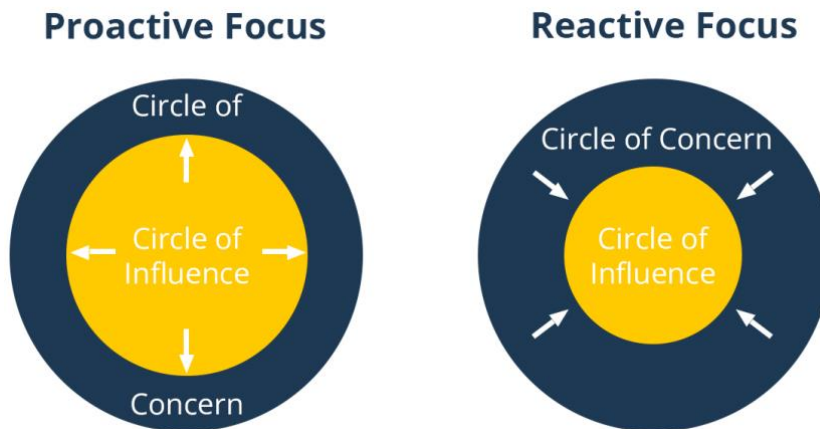 Proactive Focus
Circle of
Circle of
Influence
Concern
Reactive Focus
Circle of Concern
Circle of
Influence